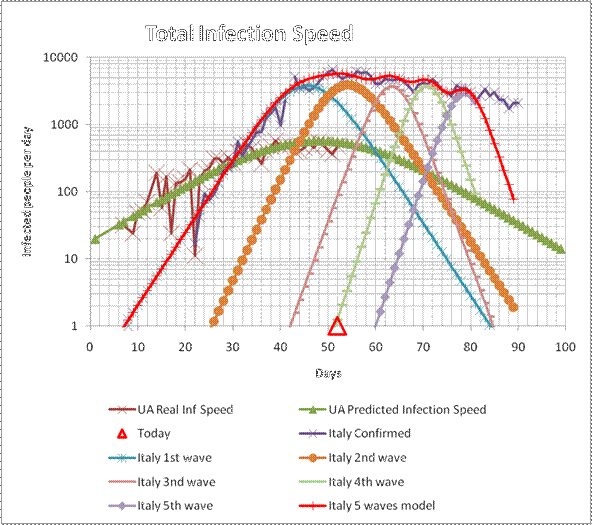 Total Infection Speed
Infected people per day
10000
1000
100
10
1
0 10 20 30 40 50 60 70 80 90 100
Days
UA Real Inf Speed UA Predicted Infection Speed
Today Italy Confirmed
Italy 1st wave Italy 2nd wave
Italy 3nd wave Italy 4th wave
Italy 5th wave Italy 5 waves model